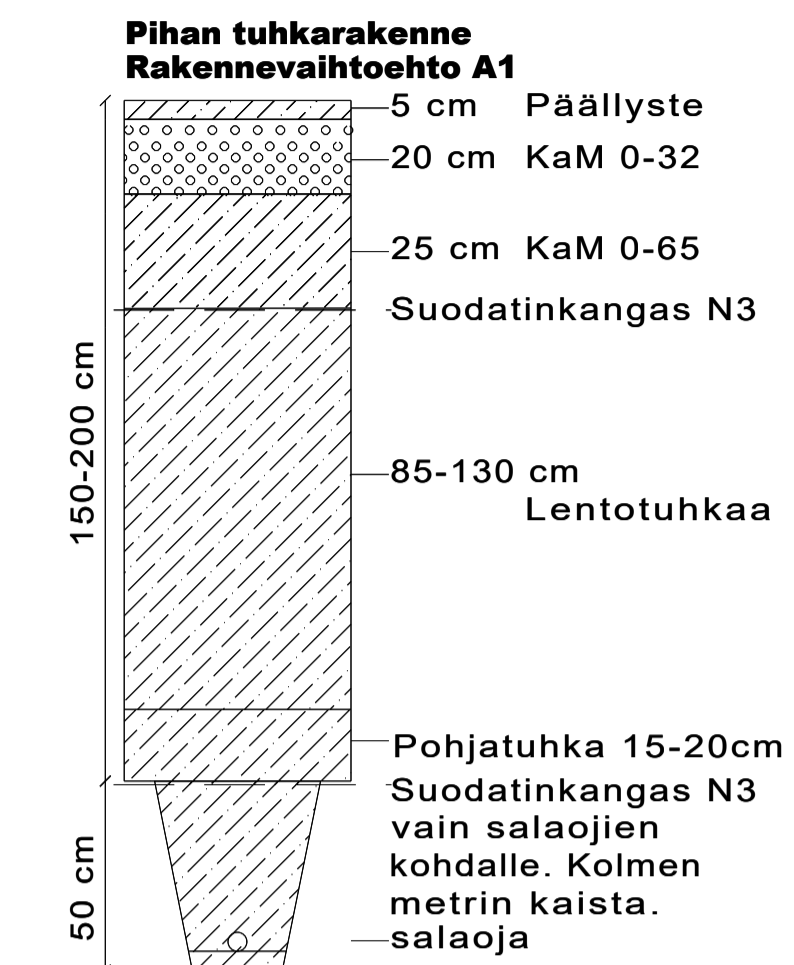 Pihan tuhkarakenne
Rakennevaihtoehto A1
5 cm Päällyste
20 cm KaM 0-32
25 cm KaM 0-65
Suodatinkangas N3
150-200 cm
85-130 cm
Lentotuhkaa
Pohjatuhka 15-20cm
Suodatinkangas N3
vain salaojien
kohdalle. Kolmen
metrin kaista.
50 cm
salaoja